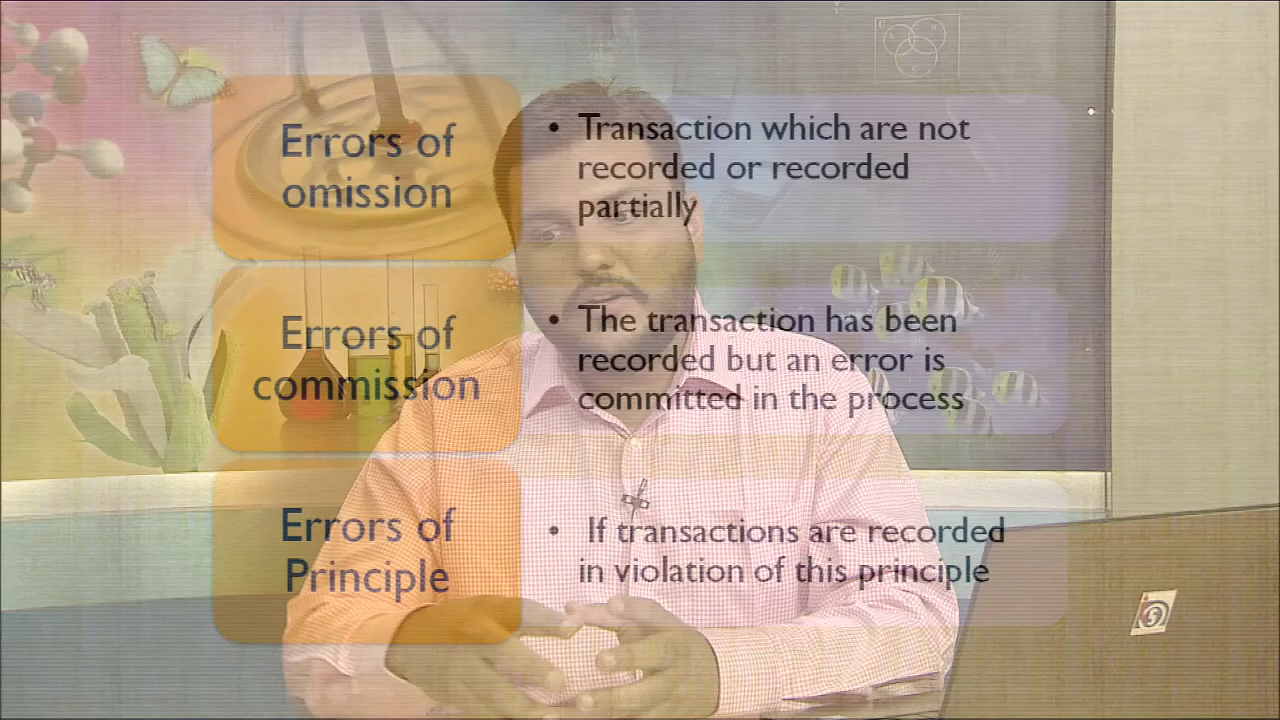 Errors of
omission
• Transaction which are not
recorded or recorded
partially
Errors of
commission
• The transaction has been
recorded but an error is
committed in the process
Errors of
Principle
• If transactions are recorded
in violation of this principle